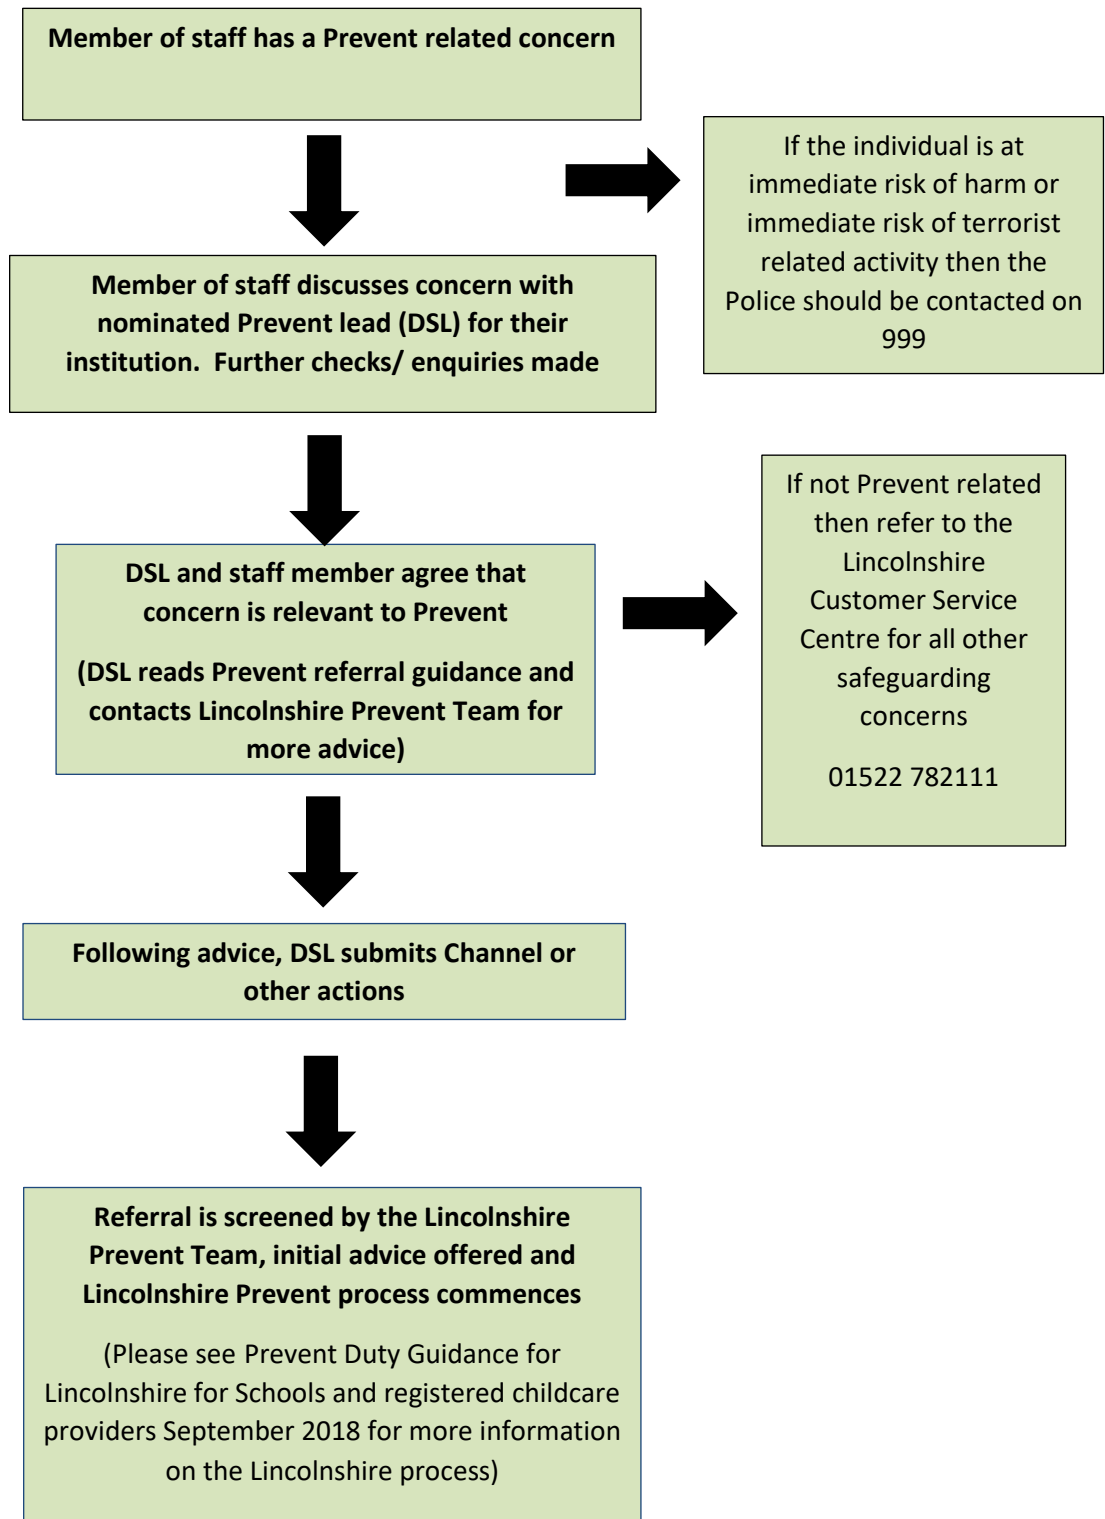 Member of staff has a Prevent related concern
If the individual is at
immediate risk of harm or
immediate risk of terrorist
related activity then the
Police should be contacted on
999
Member of staff discusses concern with
nominated Prevent lead (DSL) for their
institution.  Further checks/ enquiries made
If not Prevent related
then refer to the
Lincolnshire
Customer Service
Centre for all other
safeguarding
concerns
01522 782111
DSL and staff member agree that
concern is relevant to Prevent
(DSL reads Prevent referral guidance and
contacts Lincolnshire Prevent Team for
more advice)
Following advice, DSL submits Channel or
other actions
Referral is screened by the Lincolnshire
Prevent Team, initial advice offered and
Lincolnshire Prevent process commences
(Please see Prevent Duty Guidance for
Lincolnshire for Schools and registered childcare
providers September 2018 for more information
on the Lincolnshire process)